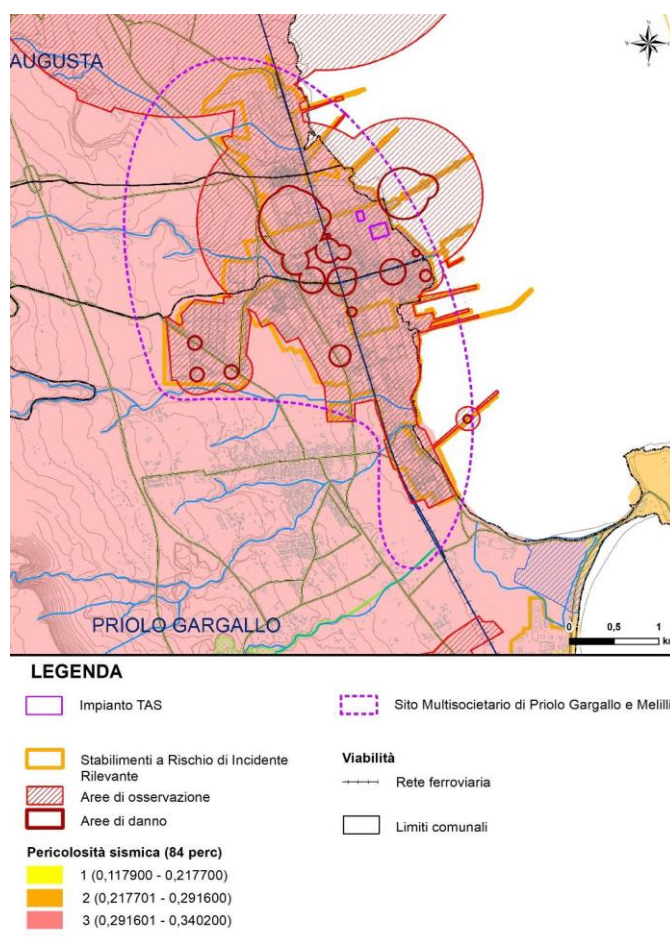 AUGUSTA
PRIOLO GARGALLO
0 0,5 1
LEGENDA
Impianto TAS
Sito Multisocietario di Priolo Gargallo e Melilli
Stabilimenti a Rischio di Incidente
Rilevante
Aree di osservazione
Aree di danno
Viabilità
Rete ferroviaria
Limiti comunali
Pericolosità sismica (84 perc)
1 (0,117900 - 0,217700)
2 (0,217701 - 0,291600)
3 (0,291601 - 0,340200)